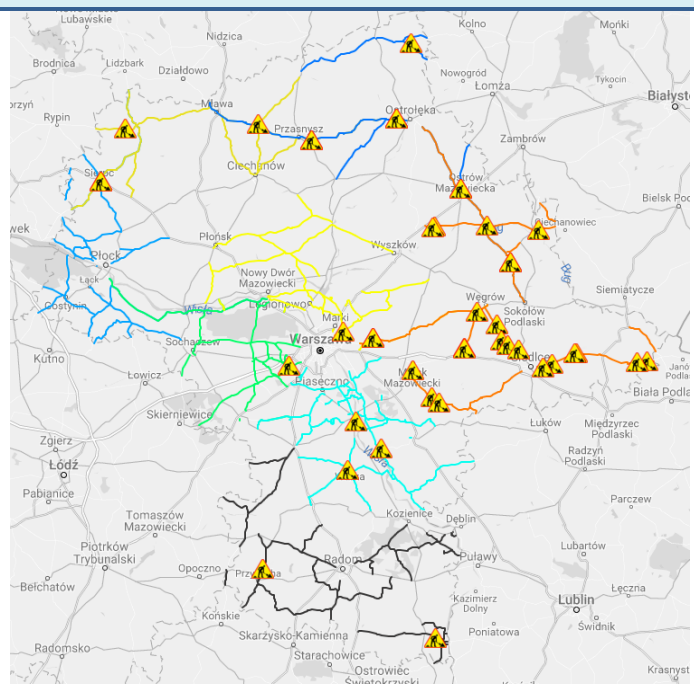 Lubawskie
Kolno
Mońki
Nidzica
Brodnica
Lidzbark
Działdowo
Nowogród
Łomża
Tykocin
Rypin
Mława
Ostrołęka
Białyst
Przasnysz
Zambrów
Ciechanów
Sierpc
Ostrów
Mazowiecka
Bielsk Po
Ciechanowiec
Płońsk
Wyszków
Płock
Łąck
Bug
Siemiatycze
Nowy Dwór
Mazowiecki
Węgrów
Gostynin
Wisła
Legionowo
Marki
Sokołów
Podlaski
Sochaczew
Warsza
Kutno
Łowicz
Piaseczno
Mazowiecki
Biała Podla
Skierniewice
Łuków
Międzyrzec
Podlaski
Zgierz
Radzyń
Podlaski
Łódź
Wisła
Pabianice
Parczew
Kozienice
Dęblin
Tomaszów
Mazowiecki
Piotrków
Trybunalski
Radom
Puławy
Lubartów
Opoczno
Bełchatów
Kazimierz
Dolny
Łęczna
Lublin
Końskie
Poniatowa
Świdnik
Skarżysko-Kamienna
Radomsko
Starachowice
Ostrowiec
Świętokrzyski
Krasnyst